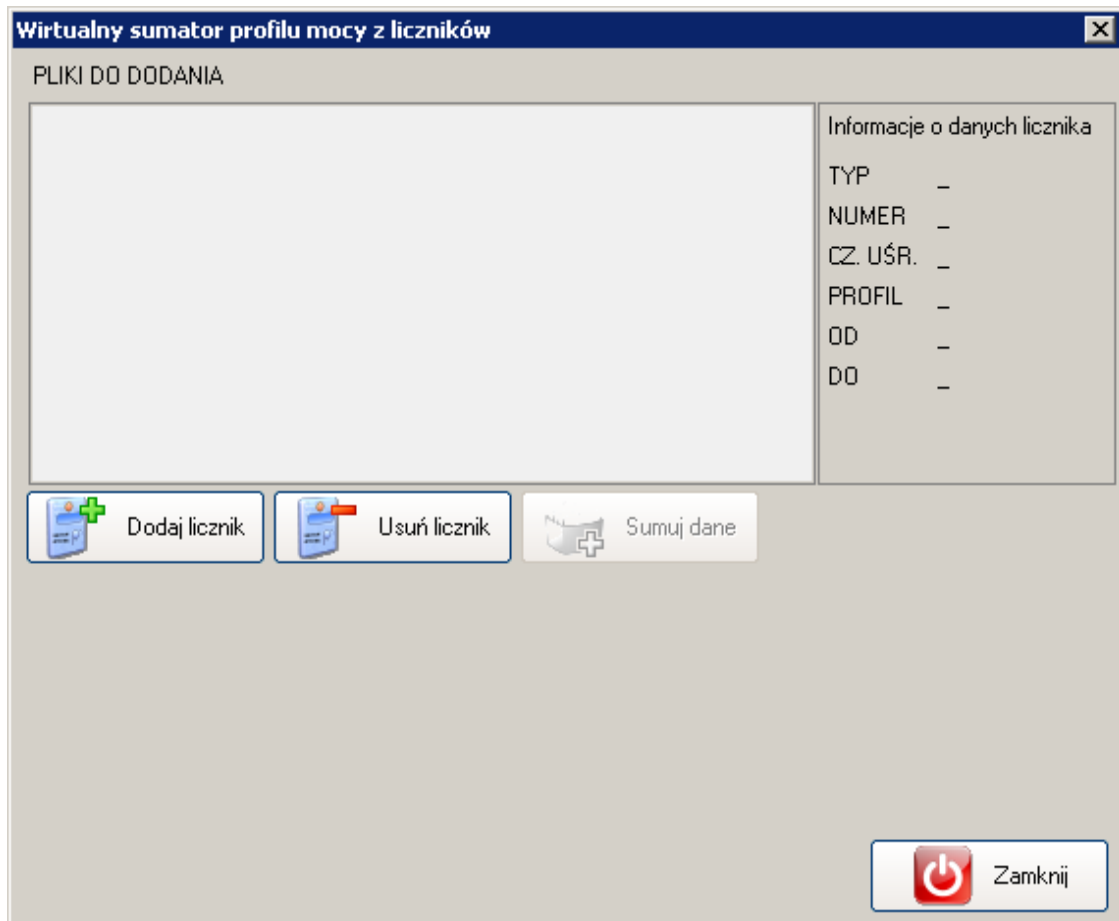 Wirtualny sumator profilu mocy z liczników
PLIKI DO DODANIA
Informacje o danych licznika
TYP _
NUMER _
CZ. UŚR. _
PROFIL _
OD _
DO _
Dodaj licznik
Usuń licznik
Sumuj dane
Zamknij